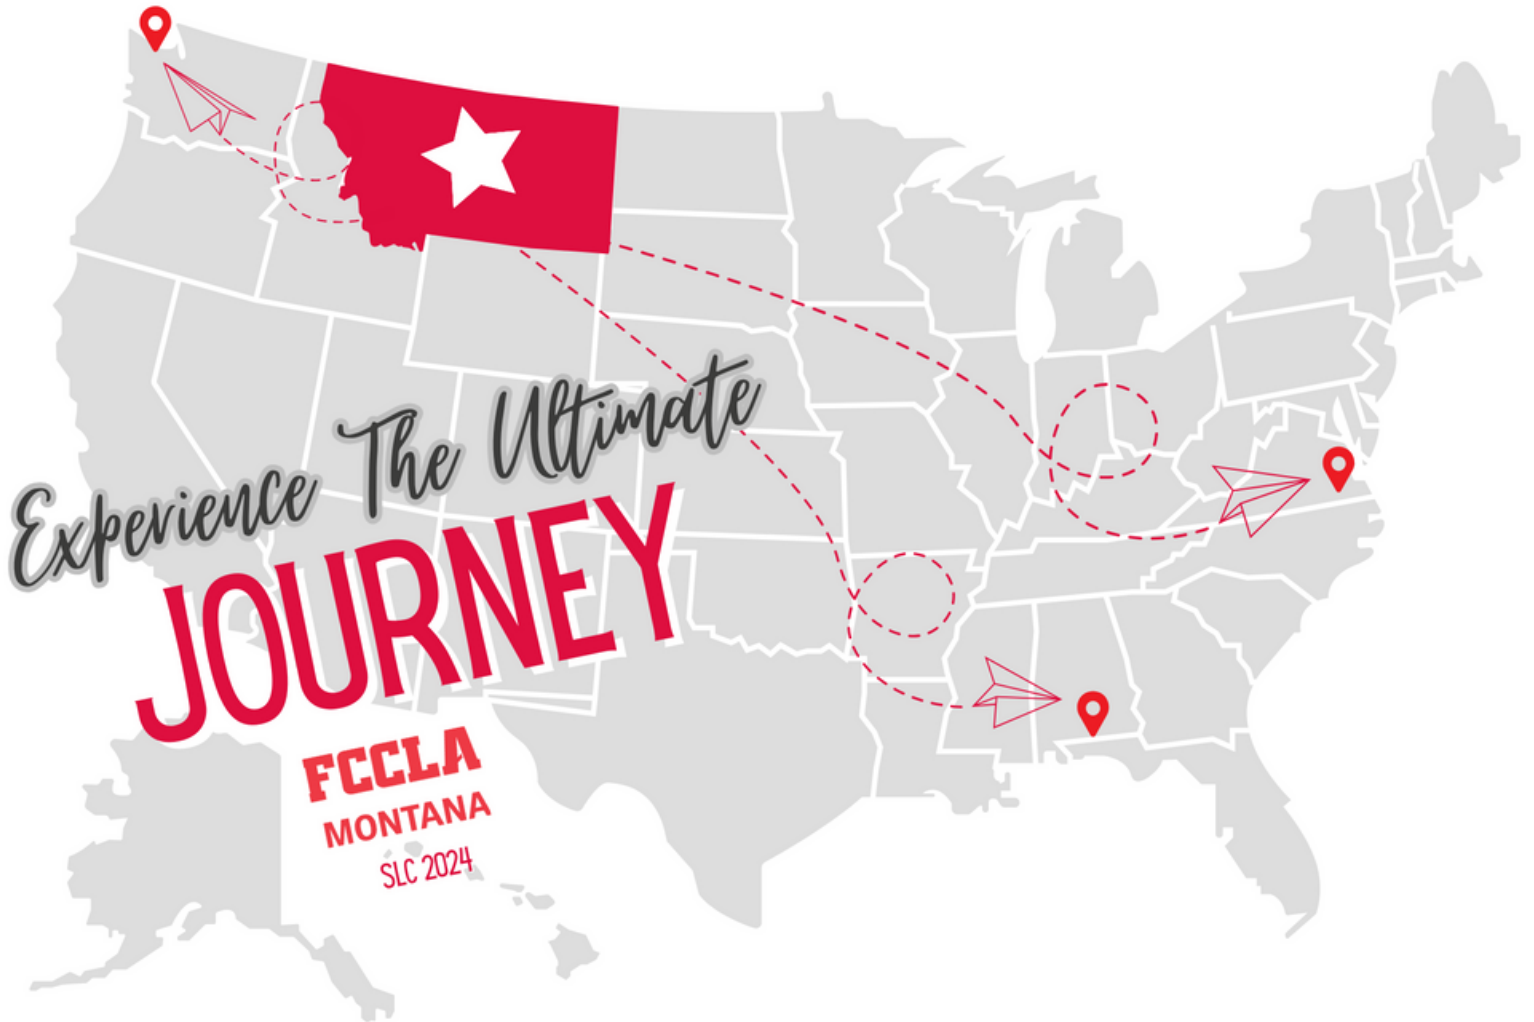 Experience The Ultimate
JOURNEY
FCCLA
MONTANA
SLC 2024